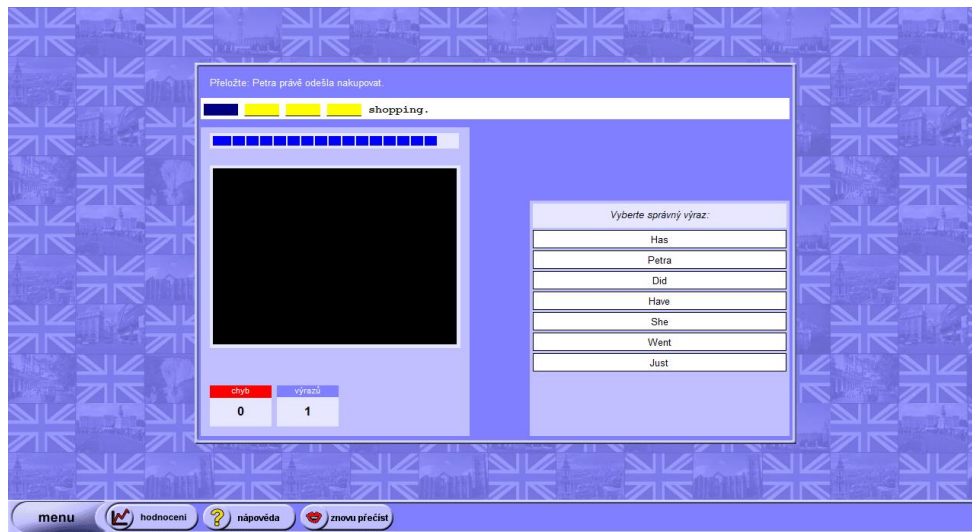 Přeložte: Petra právě odešla nakupovat.
shopping.
Vyberte správný výraz:
Has
Petra
Did
Have
She
Went
Just
chyb
výrazů
0
1
menu
hodnoceni
nápověda
znovu přečíst